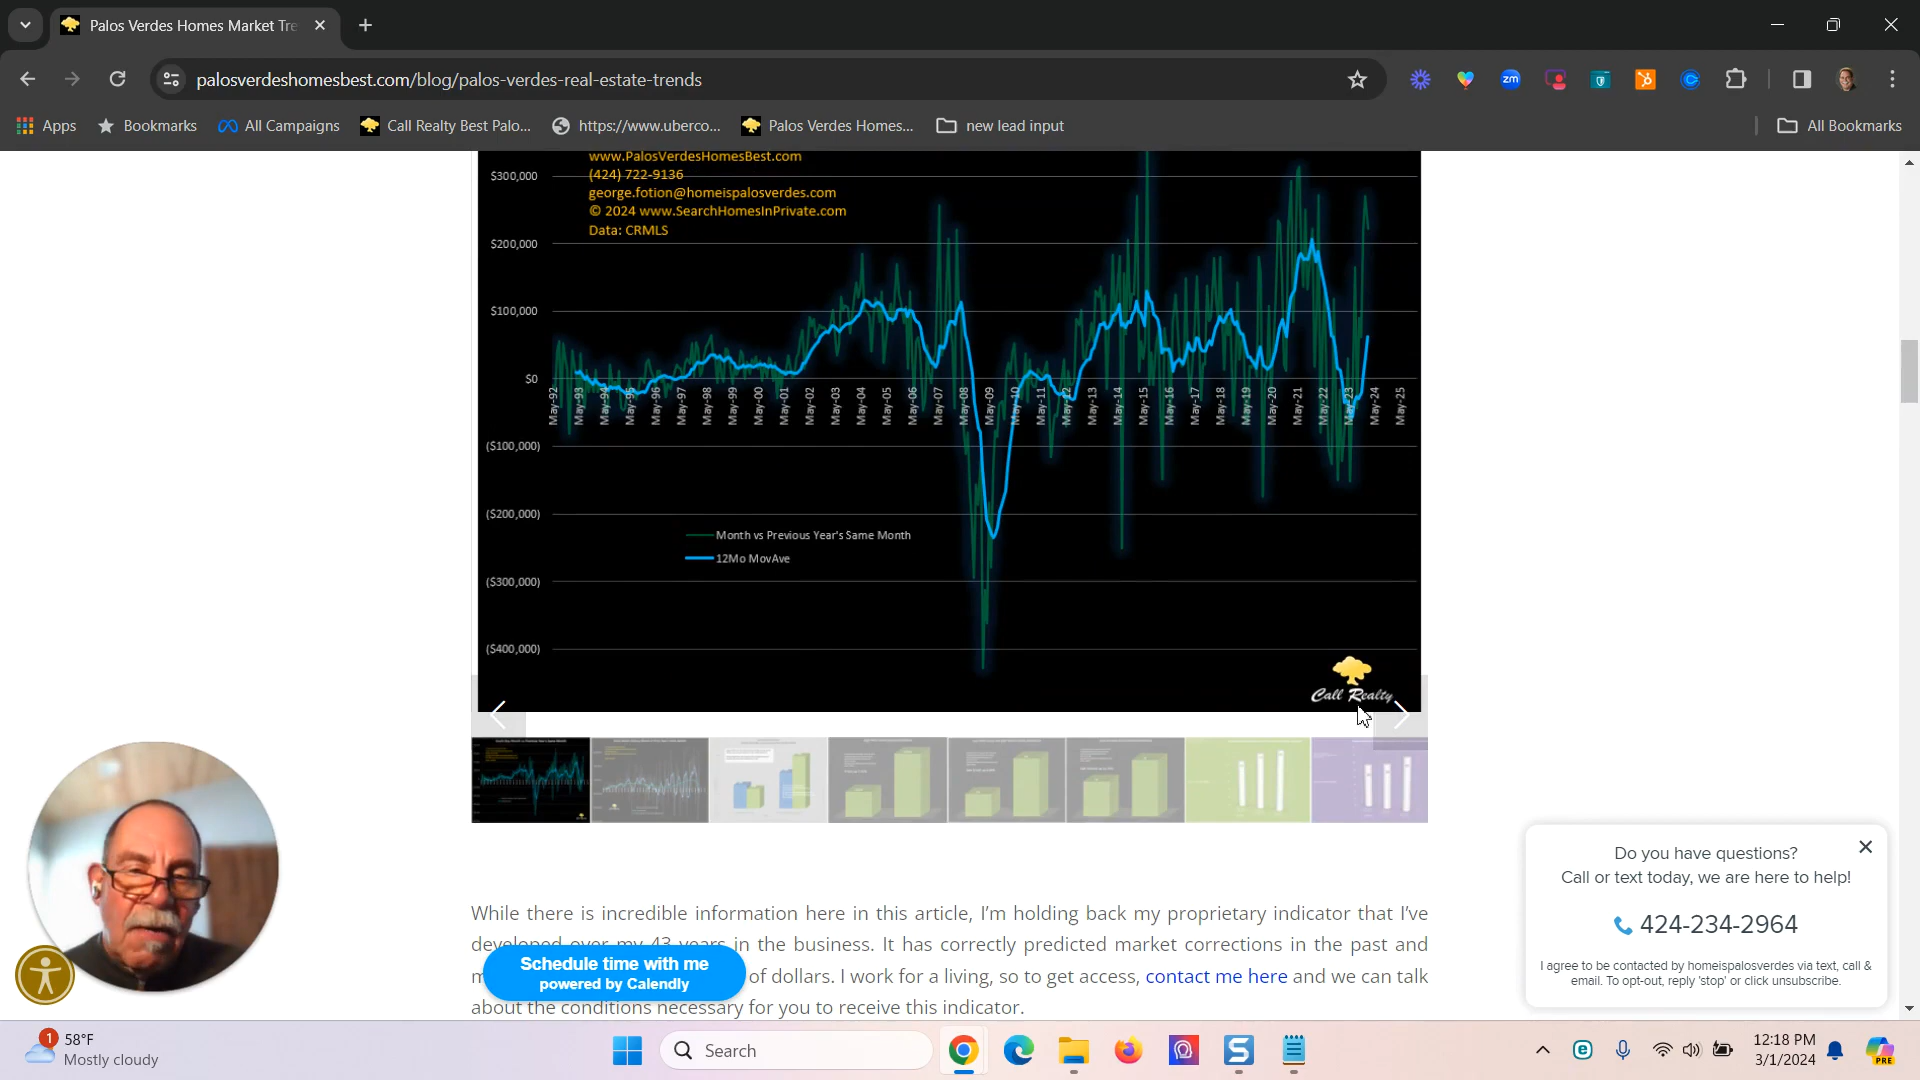 Palos Verdes Homes Market Tre
palosverdeshomesbest.com/blog/palos-verdes-real-estate-trends
zm
Apps
Bookmarks
All Campaigns
Call Realty Best Palo...
https://www.uberco...
Palos Verdes Homes...
new lead input
All Bookmarks
www.PalosVerdesHomesBest.com
$300,000
(424) 722-9136
george.fotion@homeispalosverdes.com
© 2024 www.SearchHomesInPrivate.com
Data: CRMLS
$200,000
$100,000
$0
May-92
May-93
May-94
May-95
May-96
May-97
May-98
May-99
May-00
May-01
May-02
May-03
May-04
May-05
May-06
May-07
May-08
May-09
May-10
May-11
May-12
May-13
May-14
May-15
May-16
May-17
May-18
May-19
May-20
May-21
May-22
May-23
May-24
May-25
($100,000)
($200,000)
Month vs Previous Year's Same Month
12Mo MovAve
($300,000)
($400,000)
Call Realty
While there is incredible information here in this article, I'm holding back my proprietary indicator that I've
developed over my 43 years in the business. It has correctly predicted market corrections in the past and
of dollars. I work for a living, so to get access, contact me here and we can talk
about the conditions necessary for you to receive this indicator.
Schedule time with me
powered by Calendly
Do you have questions?
Call or text today, we are here to help!
424-234-2964
I agree to be contacted by homeispalosverdes via text, call &
email. To opt-out, reply 'stop' or click unsubscribe.
1
58°F
Mostly cloudy
Search
12:18 PM
3/1/2024
PRE